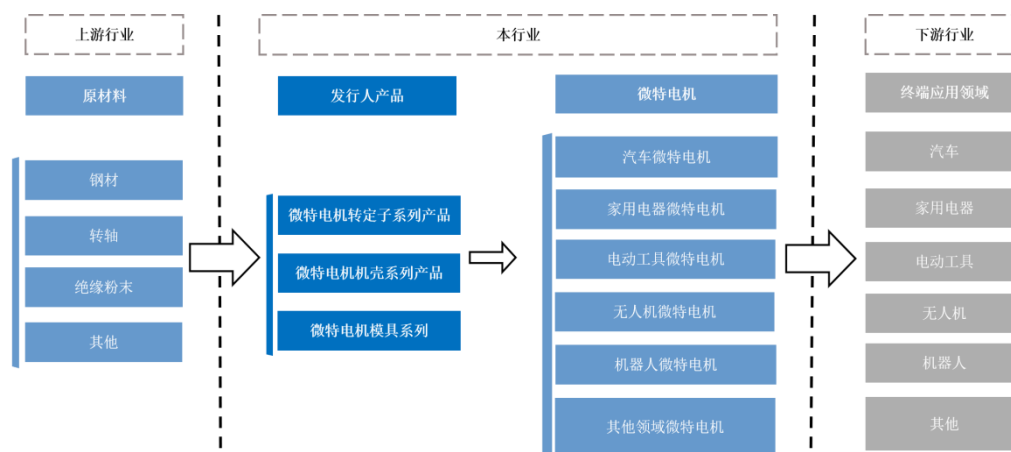 上游行业
本行业
下游行业
原材料
发行人产品
微特电机
终端应用领域
钢材
转轴
绝缘粉末
其他
微特电机转定子系列产品
微特电机机壳系列产品
微特电机模具系列
汽车微特电机
家用电器微特电机
电动工具微特电机
无人机微特电机
机器人微特电机
其他领域微特电机
汽车
家用电器
电动工具
无人机
机器人
其他